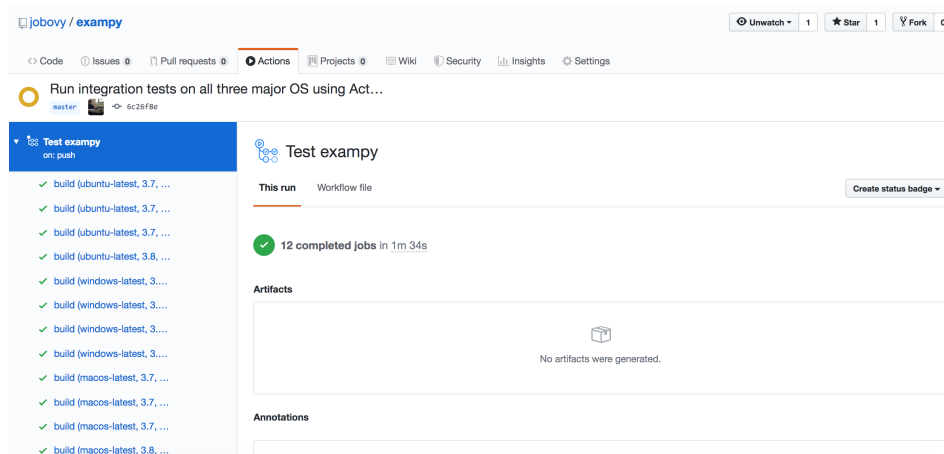 jobovy / exampy
Unwatch 1 Star 1 Fork 0
Code Issues 0 Pull requests 0 Actions Projects 0 Wiki Security Insights Settings
Run integration tests on all three major OS using Act…
master 6c26f8e
Test exampy
on: push
build (ubuntu-latest, 3.7, …
build (ubuntu-latest, 3.7, …
build (ubuntu-latest, 3.7, …
build (ubuntu-latest, 3.8, …
build (windows-latest, 3.…
build (windows-latest, 3.…
build (windows-latest, 3.…
build (windows-latest, 3.…
build (macos-latest, 3.7, …
build (macos-latest, 3.7, …
build (macos-latest, 3.7, …
build (macos-latest, 3.8, …
Test exampy
This run Workflow file
Create status badge
12 completed jobs in 1m 34s
Artifacts
No artifacts were generated.
Annotations